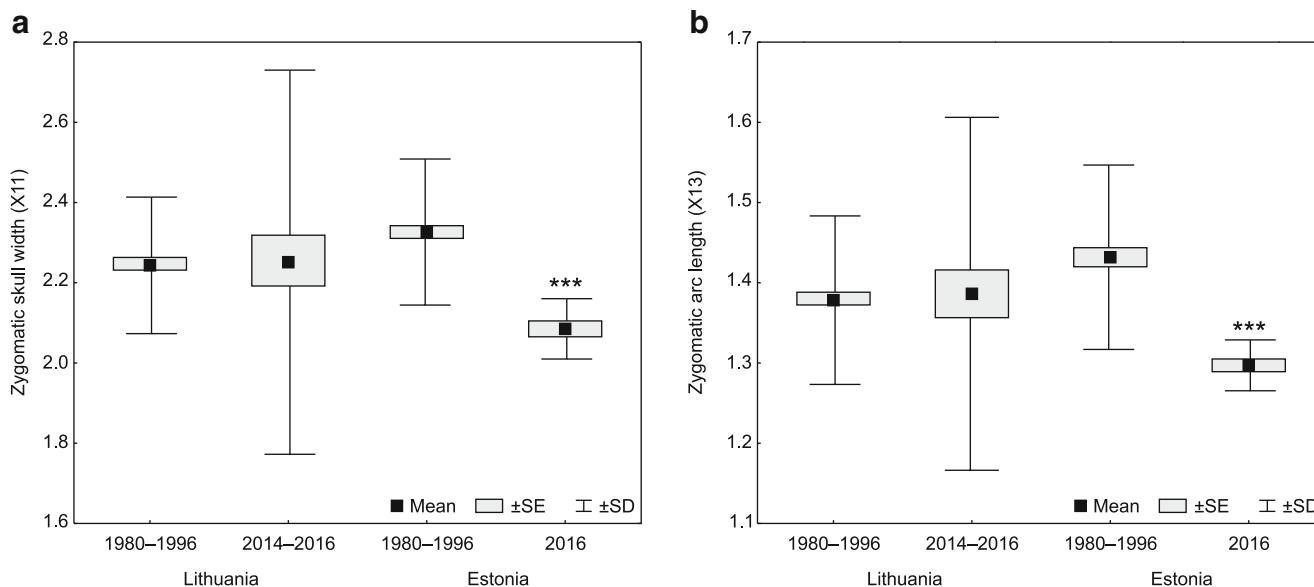 a
2.8
2.6
2.4
2.2
2.0
1.8
1.6
Zygomatic skull width (X11)
***
Mean ±SE ±SD
1980–1996 2014–2016 1980–1996 2016
Lithuania Estonia
b
1.7
1.6
1.5
1.4
1.3
1.2
1.1
Zygomatic arc length (X13)
***
Mean ±SE ±SD
1980–1996 2014–2016 1980–1996 2016
Lithuania Estonia